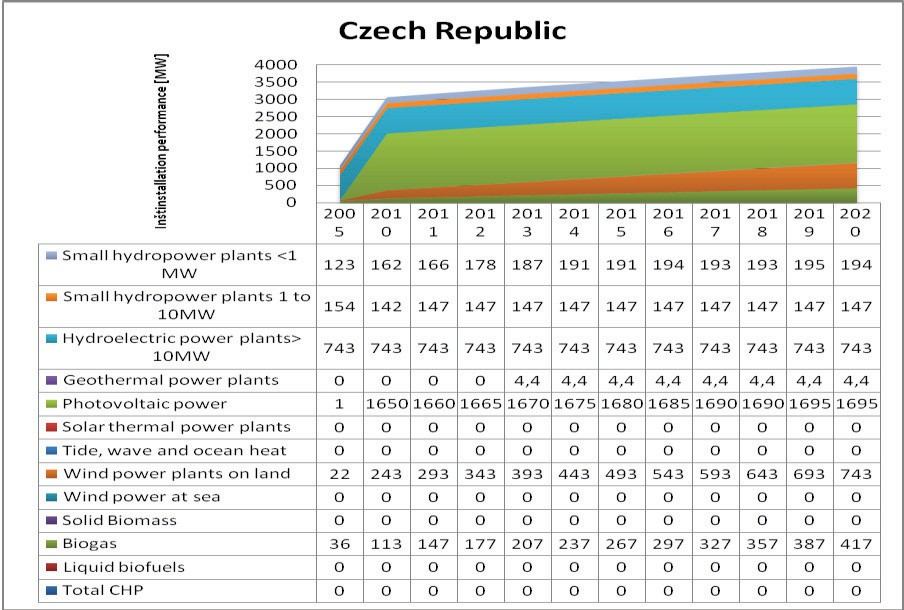 Czech Republic
Inštinstallation performance [MW]
4000
3500
3000
2500
2000
1500
1000
500
0
200 201 201 201 201 201 201 201 201 201 201 202
5 0 1 2 3 4 5 6 7 8 9 0
Small hydropower plants <1
MW
123 162 166 178 187 191 191 194 193 193 195 194
Small hydropower plants 1 to
10MW
154 142 147 147 147 147 147 147 147 147 147 147
Hydroelectric power plants>
10MW
743 743 743 743 743 743 743 743 743 743 743 743
Geothermal power plants 0 0 0 0 4,4 4,4 4,4 4,4 4,4 4,4 4,4 4,4
Photovoltaic power 1 1650 1660 1665 1670 1675 1680 1685 1690 1690 1695 1695
Solar thermal power plants 0 0 0 0 0 0 0 0 0 0 0 0
Tide, wave and ocean heat 0 0 0 0 0 0 0 0 0 0 0 0
Wind power plants on land 22 243 293 343 393 443 493 543 593 643 693 743
Wind power at sea 0 0 0 0 0 0 0 0 0 0 0 0
Solid Biomass 0 0 0 0 0 0 0 0 0 0 0 0
Biogas 36 113 147 177 207 237 267 297 327 357 387 417
Liquid biofuels 0 0 0 0 0 0 0 0 0 0 0 0
Total CHP 0 0 0 0 0 0 0 0 0 0 0 0